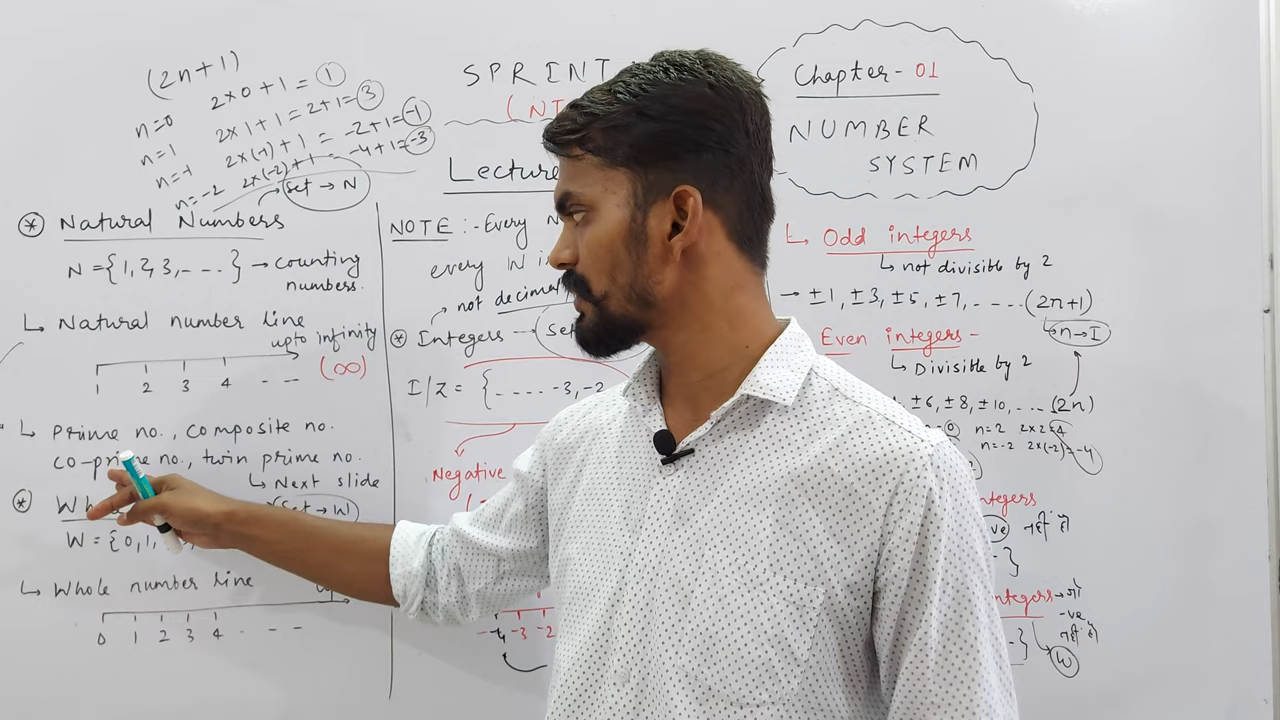 (2n+1)
n=0 2×0+1=①
n=1 2×1+1=2+1=③
n=-1 2×(-1)+1=-2+1=(-1)
n=-2 2×(-2)+1 -4+1=(-3)
set → N
* Natural Numbers
N = {1, 2, 3, ---- } → counting
numbers.
↳ Natural number line
upto infinity
(∞)
1 2 3 4 - - -
↳ Prime no., composite no.
co-prime no., twin prime no.
↳ Next slide
*
set → W
W = {0, 1,
↳ Whole number line
0 1 2 3 4 - - -
SPRINT
(NT
Lecture
NOTE :- Every
every W
→ not decimal
* Integers
I/Z = { ---- -3, -2
Negative
-3 -2
Chapter- 01
NUMBER
SYSTEM
↳ Odd integers
↳ not divisible by 2
→ ±1, ±3, ±5, ±7, ---- (2n+1)
↳ n→I
Even integers -
↳ Divisible by 2
±6, ±8, ±10, --- (2n)
n=2 2×2=4
n=-2 2×(-2)=-4
ve नहीं हो
- }
→ जो
-ve
नहीं हो
- }
W